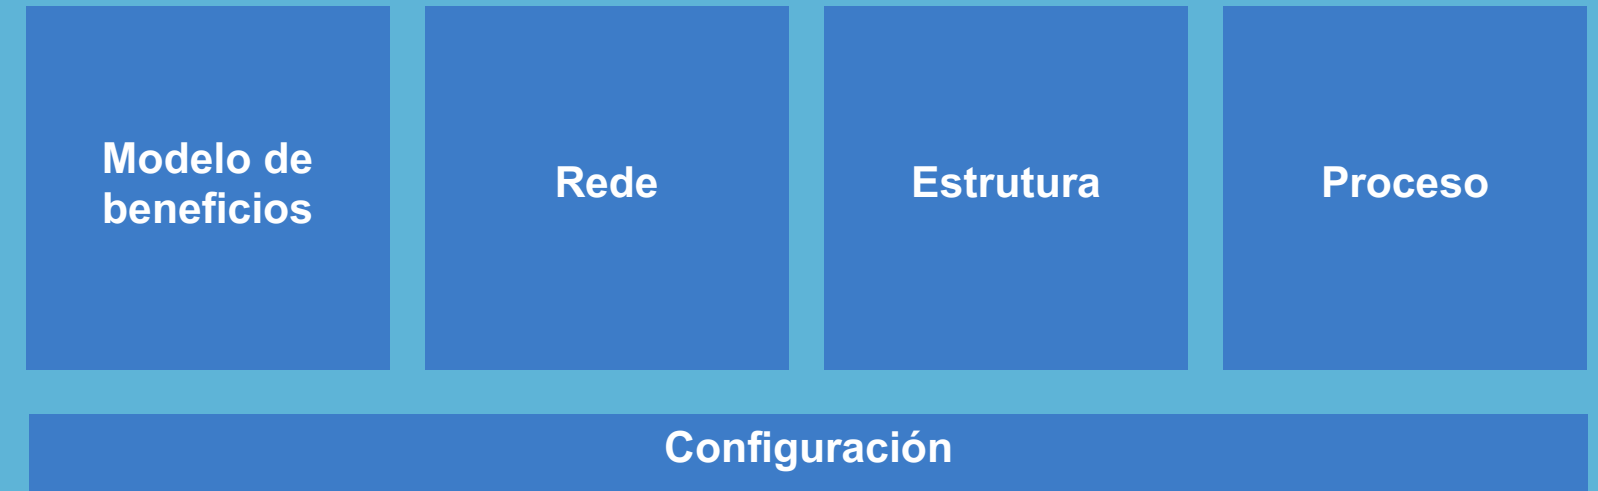 Modelo de
beneficios
Rede
Estrutura
Proceso
Configuración